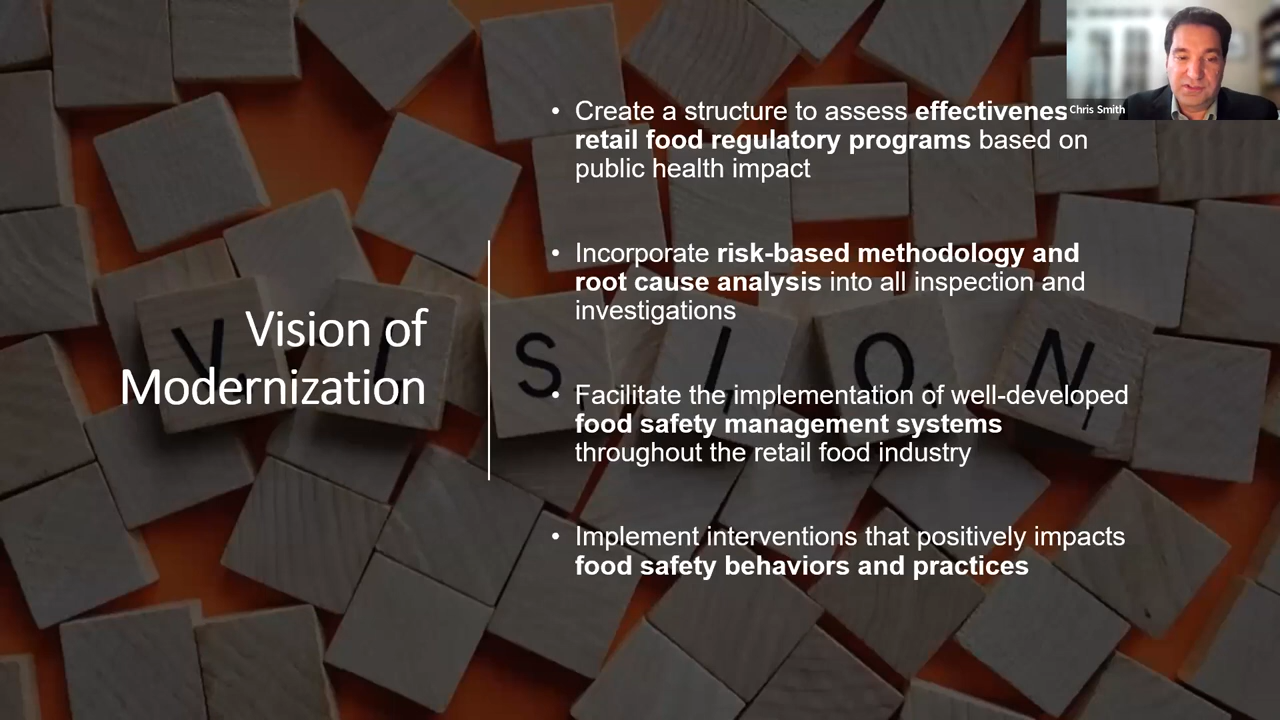 Chris Smith
Vision of
Modernization
V I S I O N
• Create a structure to assess effectivenes
retail food regulatory programs based on
public health impact
• Incorporate risk-based methodology and
root cause analysis into all inspection and
investigations
• Facilitate the implementation of well-developed
food safety management systems
throughout the retail food industry
• Implement interventions that positively impacts
food safety behaviors and practices